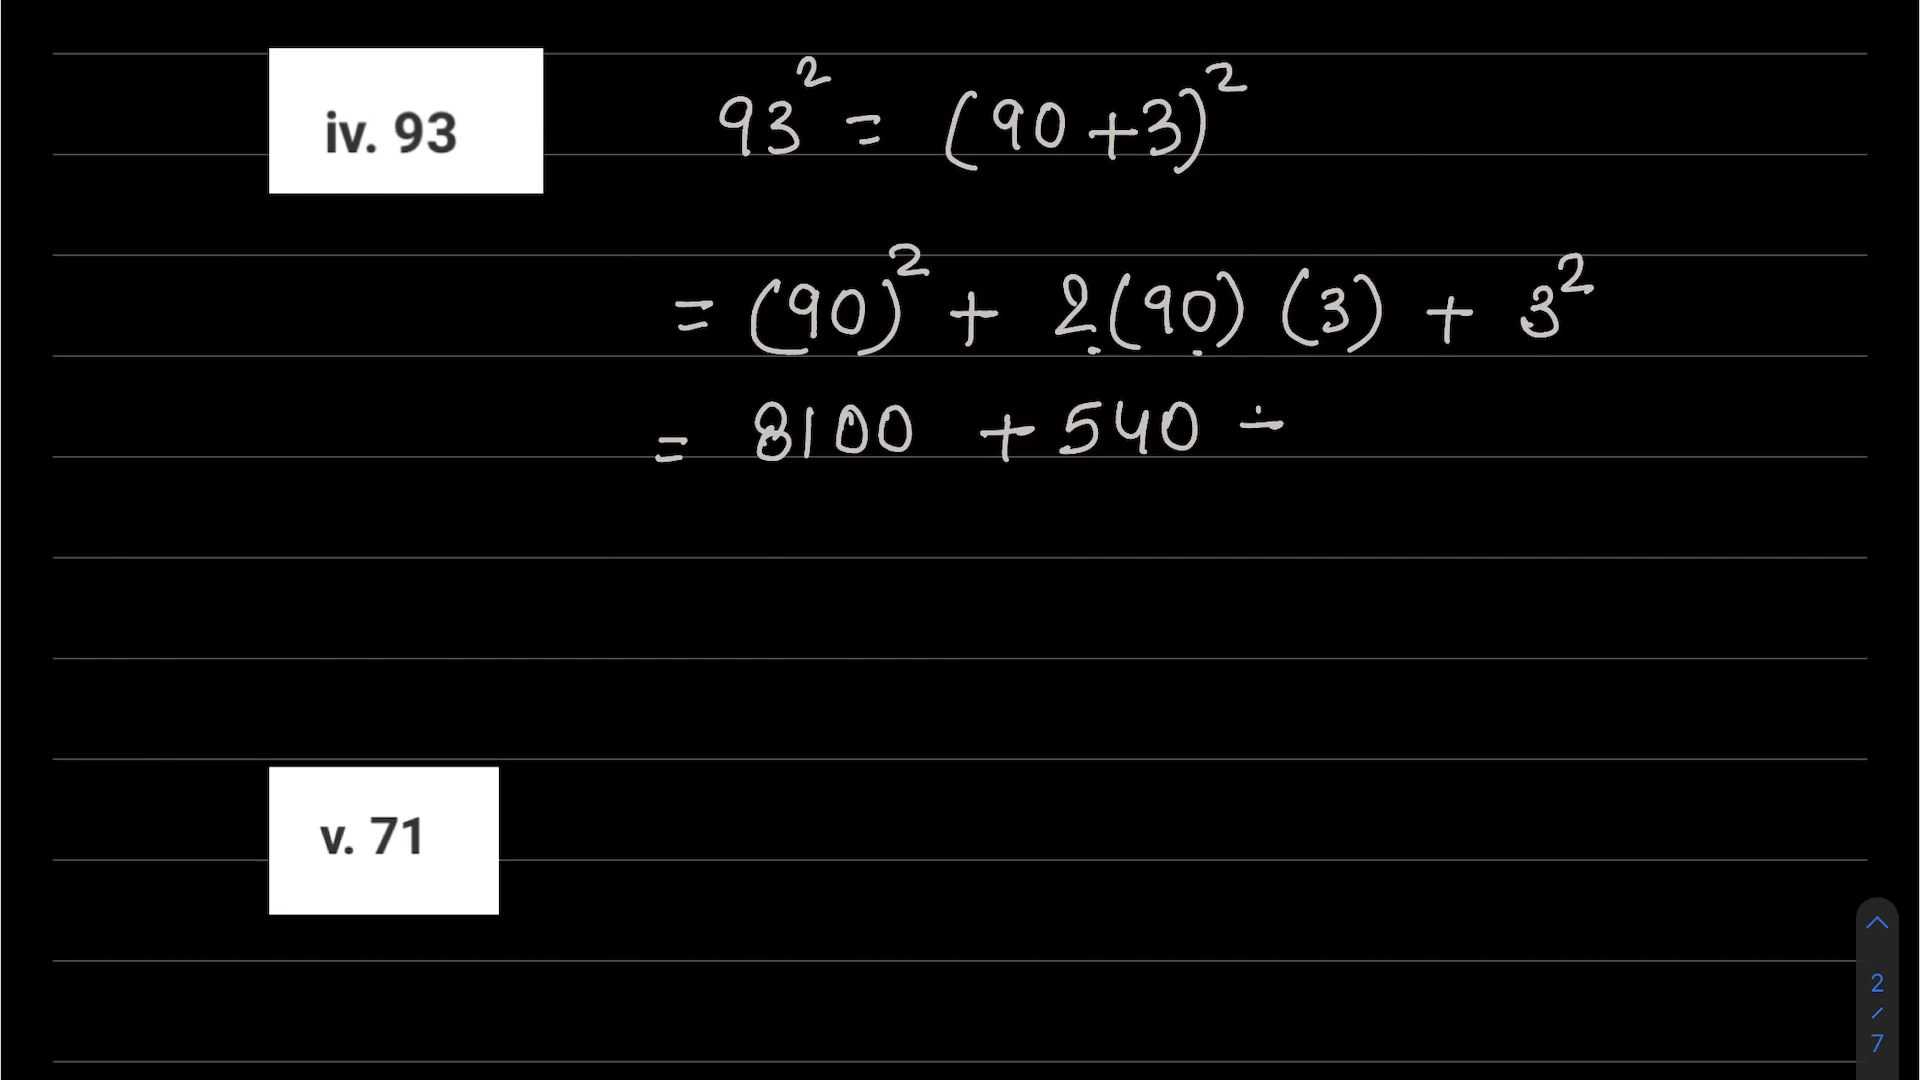 iv. 93
93² = (90+3)²
= (90)² + 2(90) (3) + 3²
= 8100 + 540 ÷
v. 71
2
/
7